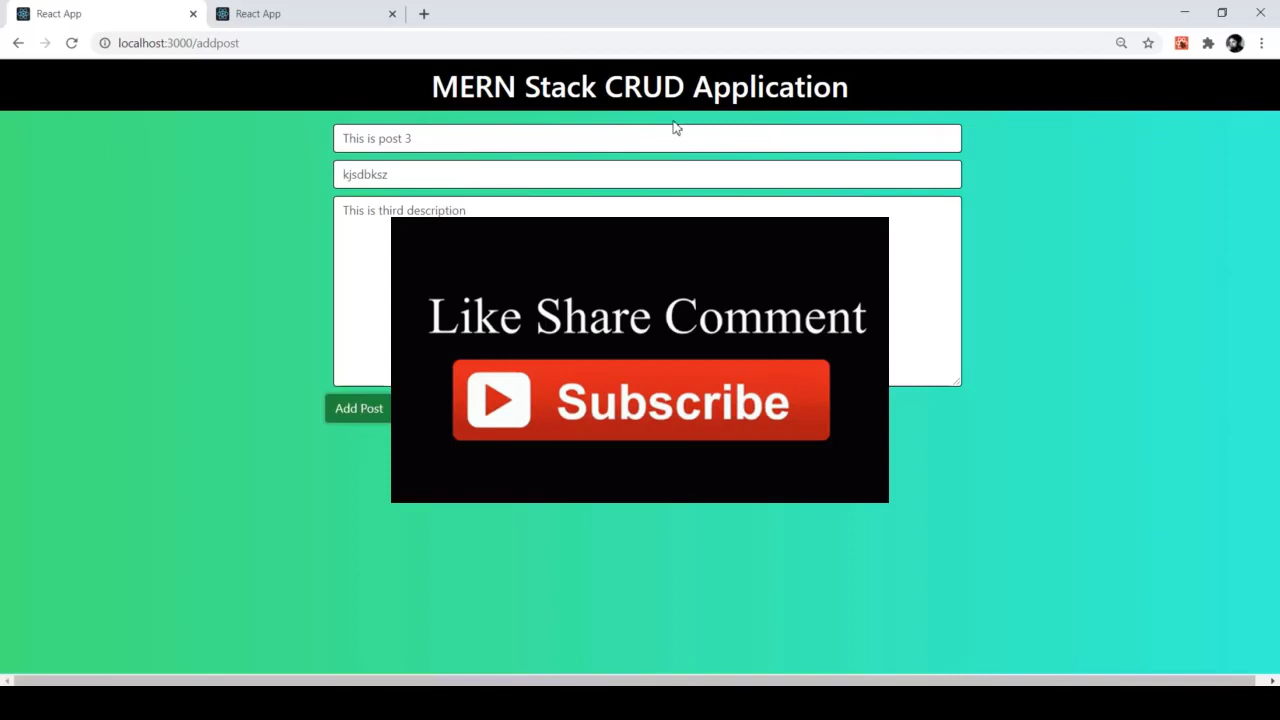 React App
React App
localhost:3000/addpost
MERN Stack CRUD Application
This is post 3
kjsdbksz
This is third description
Like Share Comment
Subscribe
Add Post